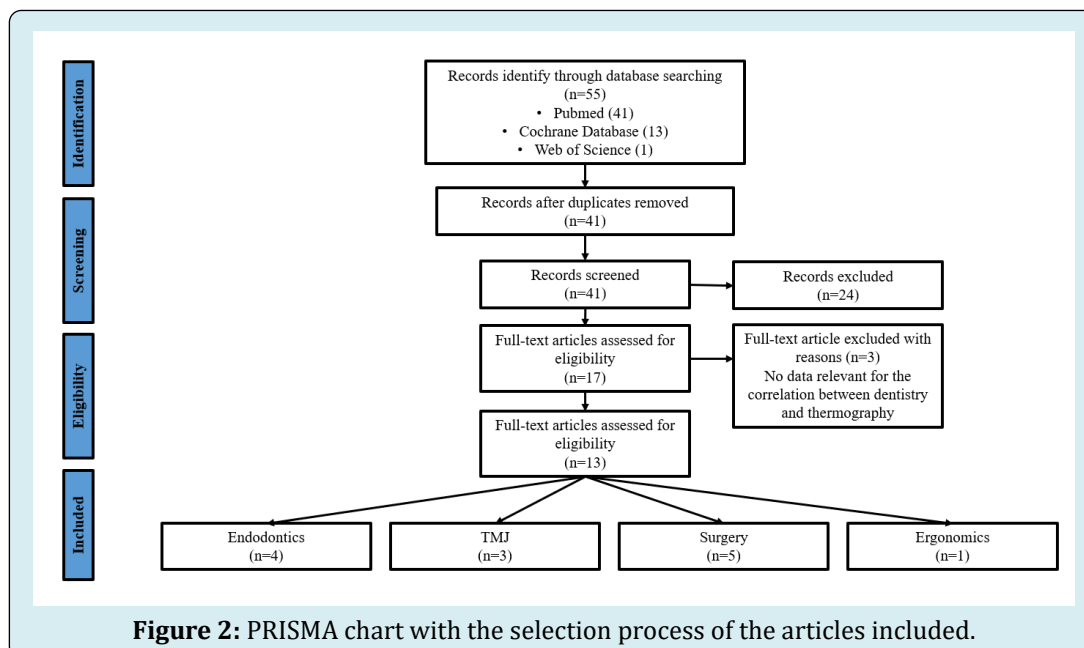 Identification
Records identify through database searching
(n=55)
• Pubmed (41)
• Cochrane Database (13)
• Web of Science (1)
Screening
Records after duplicates removed
(n=41)
Records screened
(n=41)
Records excluded
(n=24)
Eligibility
Full-text articles assessed for
eligibility
(n=17)
Full-text article excluded with
reasons (n=3)
No data relevant for the
correlation between dentistry
and thermography
Full-text articles assessed for
eligibility
(n=13)
Included
Endodontics
(n=4)
TMJ
(n=3)
Surgery
(n=5)
Ergonomics
(n=1)
Figure 2: PRISMA chart with the selection process of the articles included.